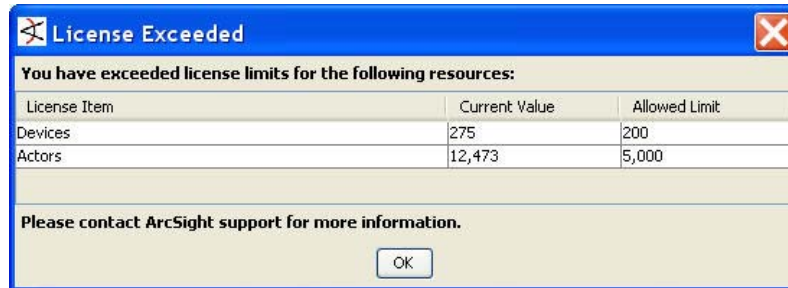 License Exceeded
You have exceeded license limits for the following resources:
License Item Current Value Allowed Limit
Devices 275 200
Actors 12,473 5,000
Please contact ArcSight support for more information.
OK